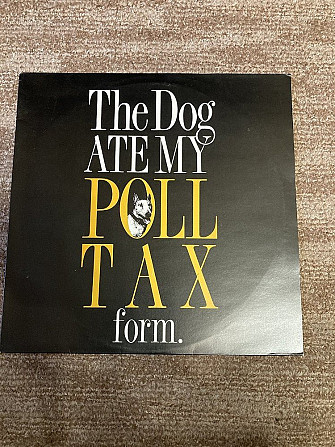 The Dog
ATE MY
POLL
TAX
form.